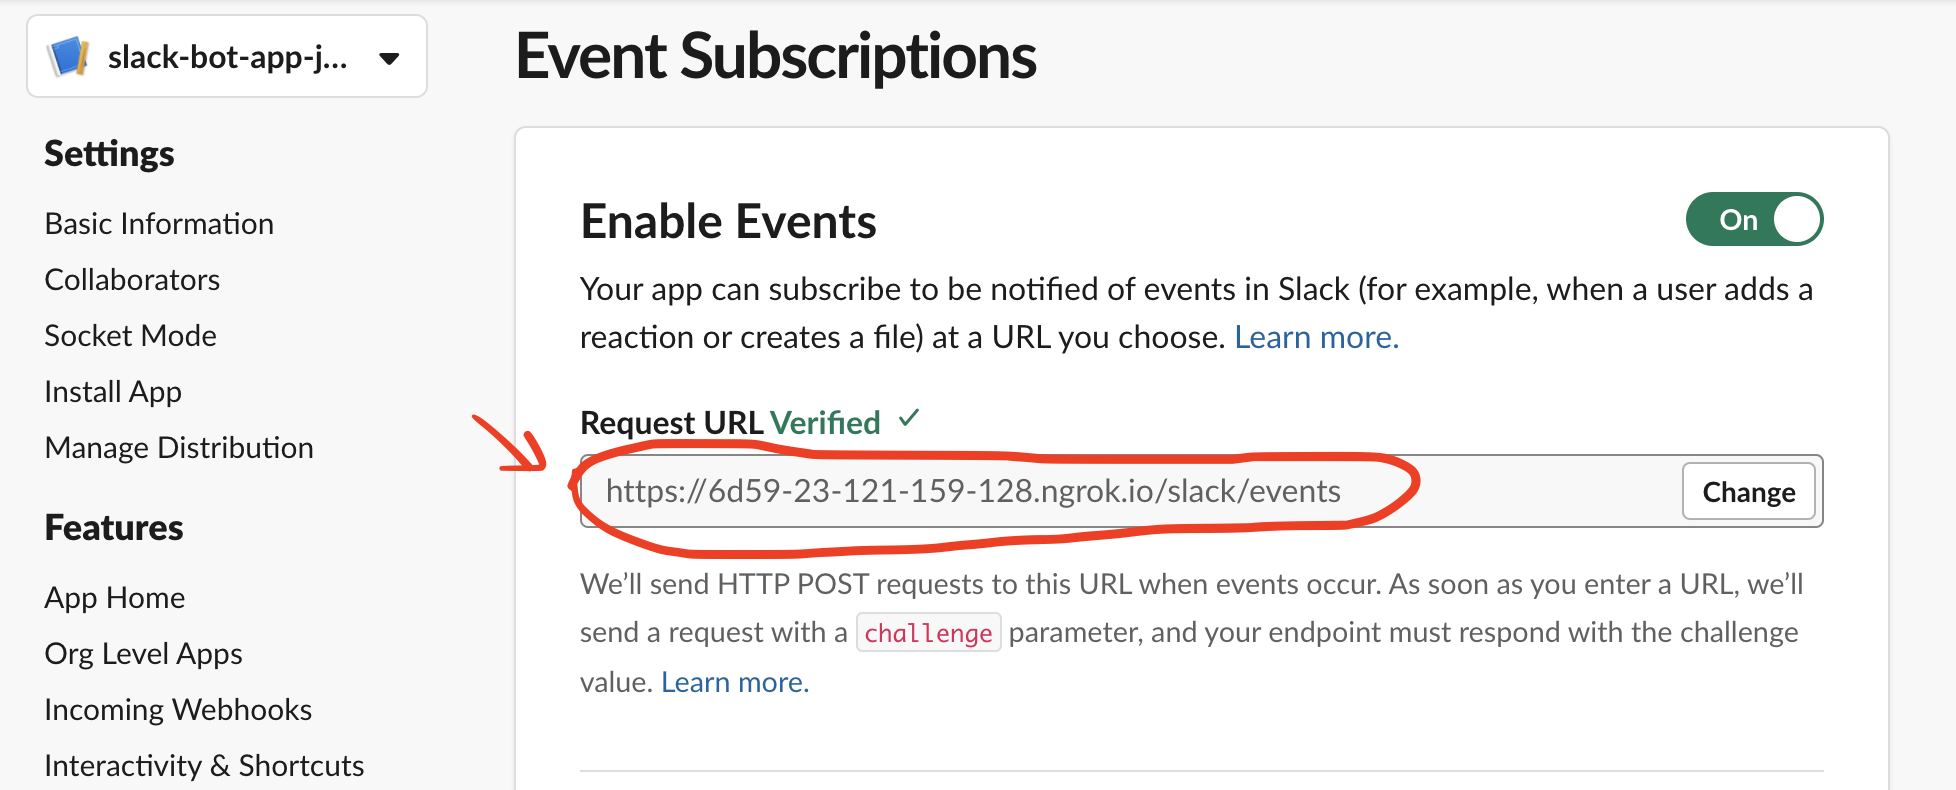 slack-bot-app-j...
Settings
Basic Information
Collaborators
Socket Mode
Install App
Manage Distribution
Features
App Home
Org Level Apps
Incoming Webhooks
Interactivity & Shortcuts
Event Subscriptions
Enable Events
On
Your app can subscribe to be notified of events in Slack (for example, when a user adds a
reaction or creates a file) at a URL you choose. Learn more.
Request URL Verified ✓
https://6d59-23-121-159-128.ngrok.io/slack/events
Change
We’ll send HTTP POST requests to this URL when events occur. As soon as you enter a URL, we’ll
send a request with a challenge parameter, and your endpoint must respond with the challenge
value. Learn more.